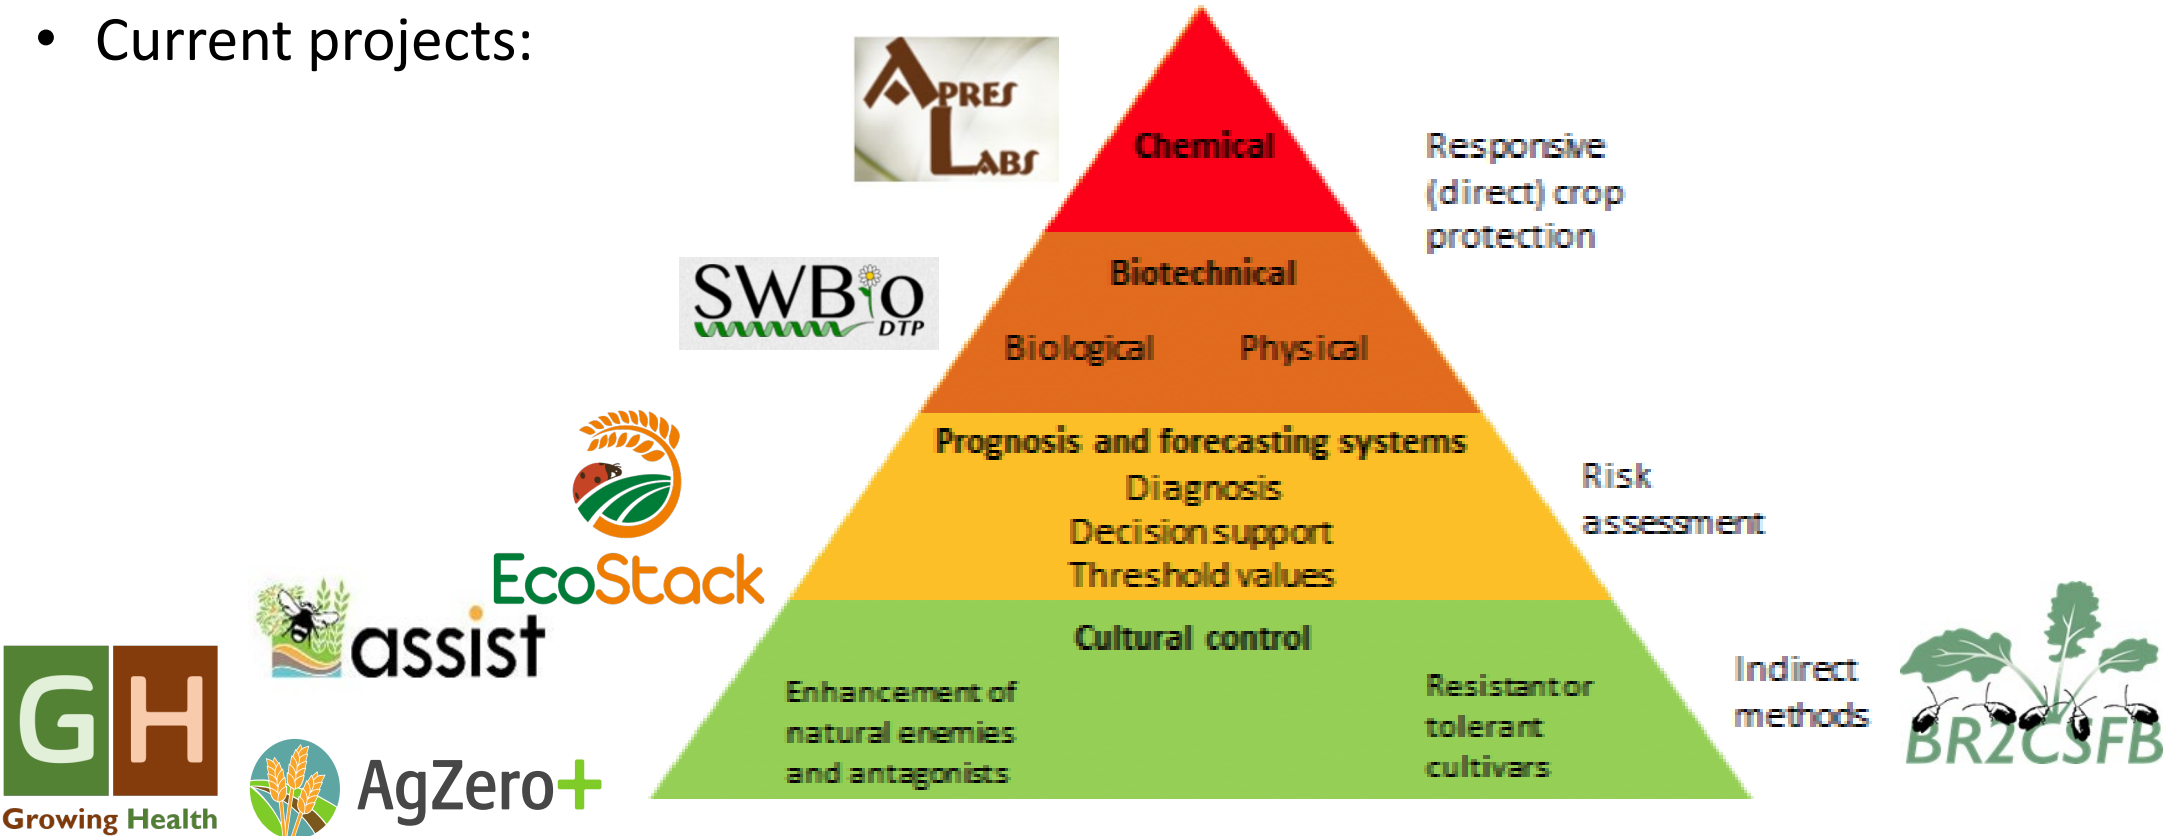 • Current projects:
APRES
LABS
Chemical
Responsive
(direct) crop
protection
SWBio
DTP
Biotechnical
Biological Physical
Prognosis and forecasting systems
Diagnosis
Decision support
Threshold values
Risk
assessment
EcoStack
assist
Cultural control
Enhancement of
natural enemies
and antagonists
Resistant or
tolerant
cultivars
Indirect
methods
BR2CSFB
GH
Growing Health
AgZero+